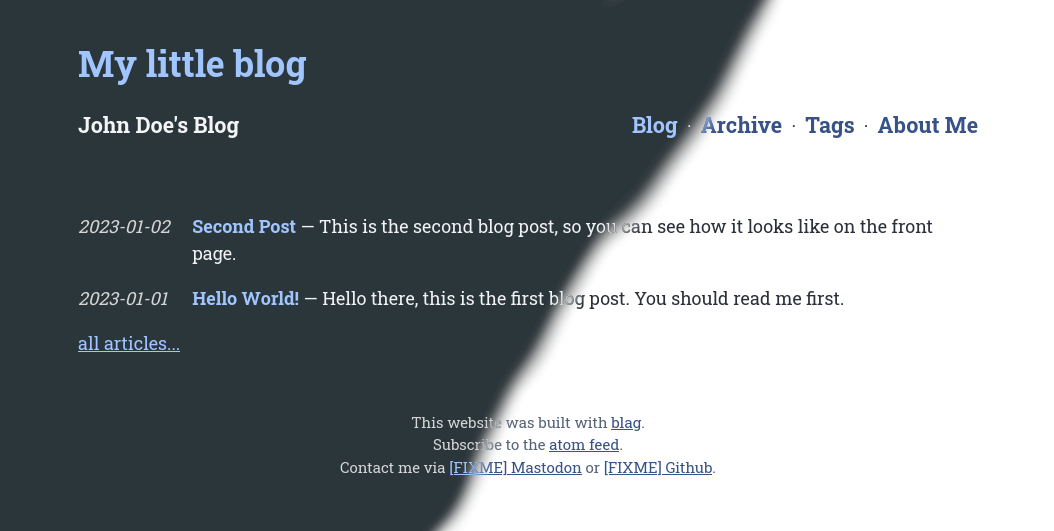 My little blog
John Doe's Blog
Blog · Archive · Tags · About Me
2023-01-02 Second Post — This is the second blog post, so you can see how it looks like on the front
page.
2023-01-01 Hello World! — Hello there, this is the first blog post. You should read me first.
all articles...
This website was built with blag.
Subscribe to the atom feed.
Contact me via [FIXME] Mastodon or [FIXME] Github.